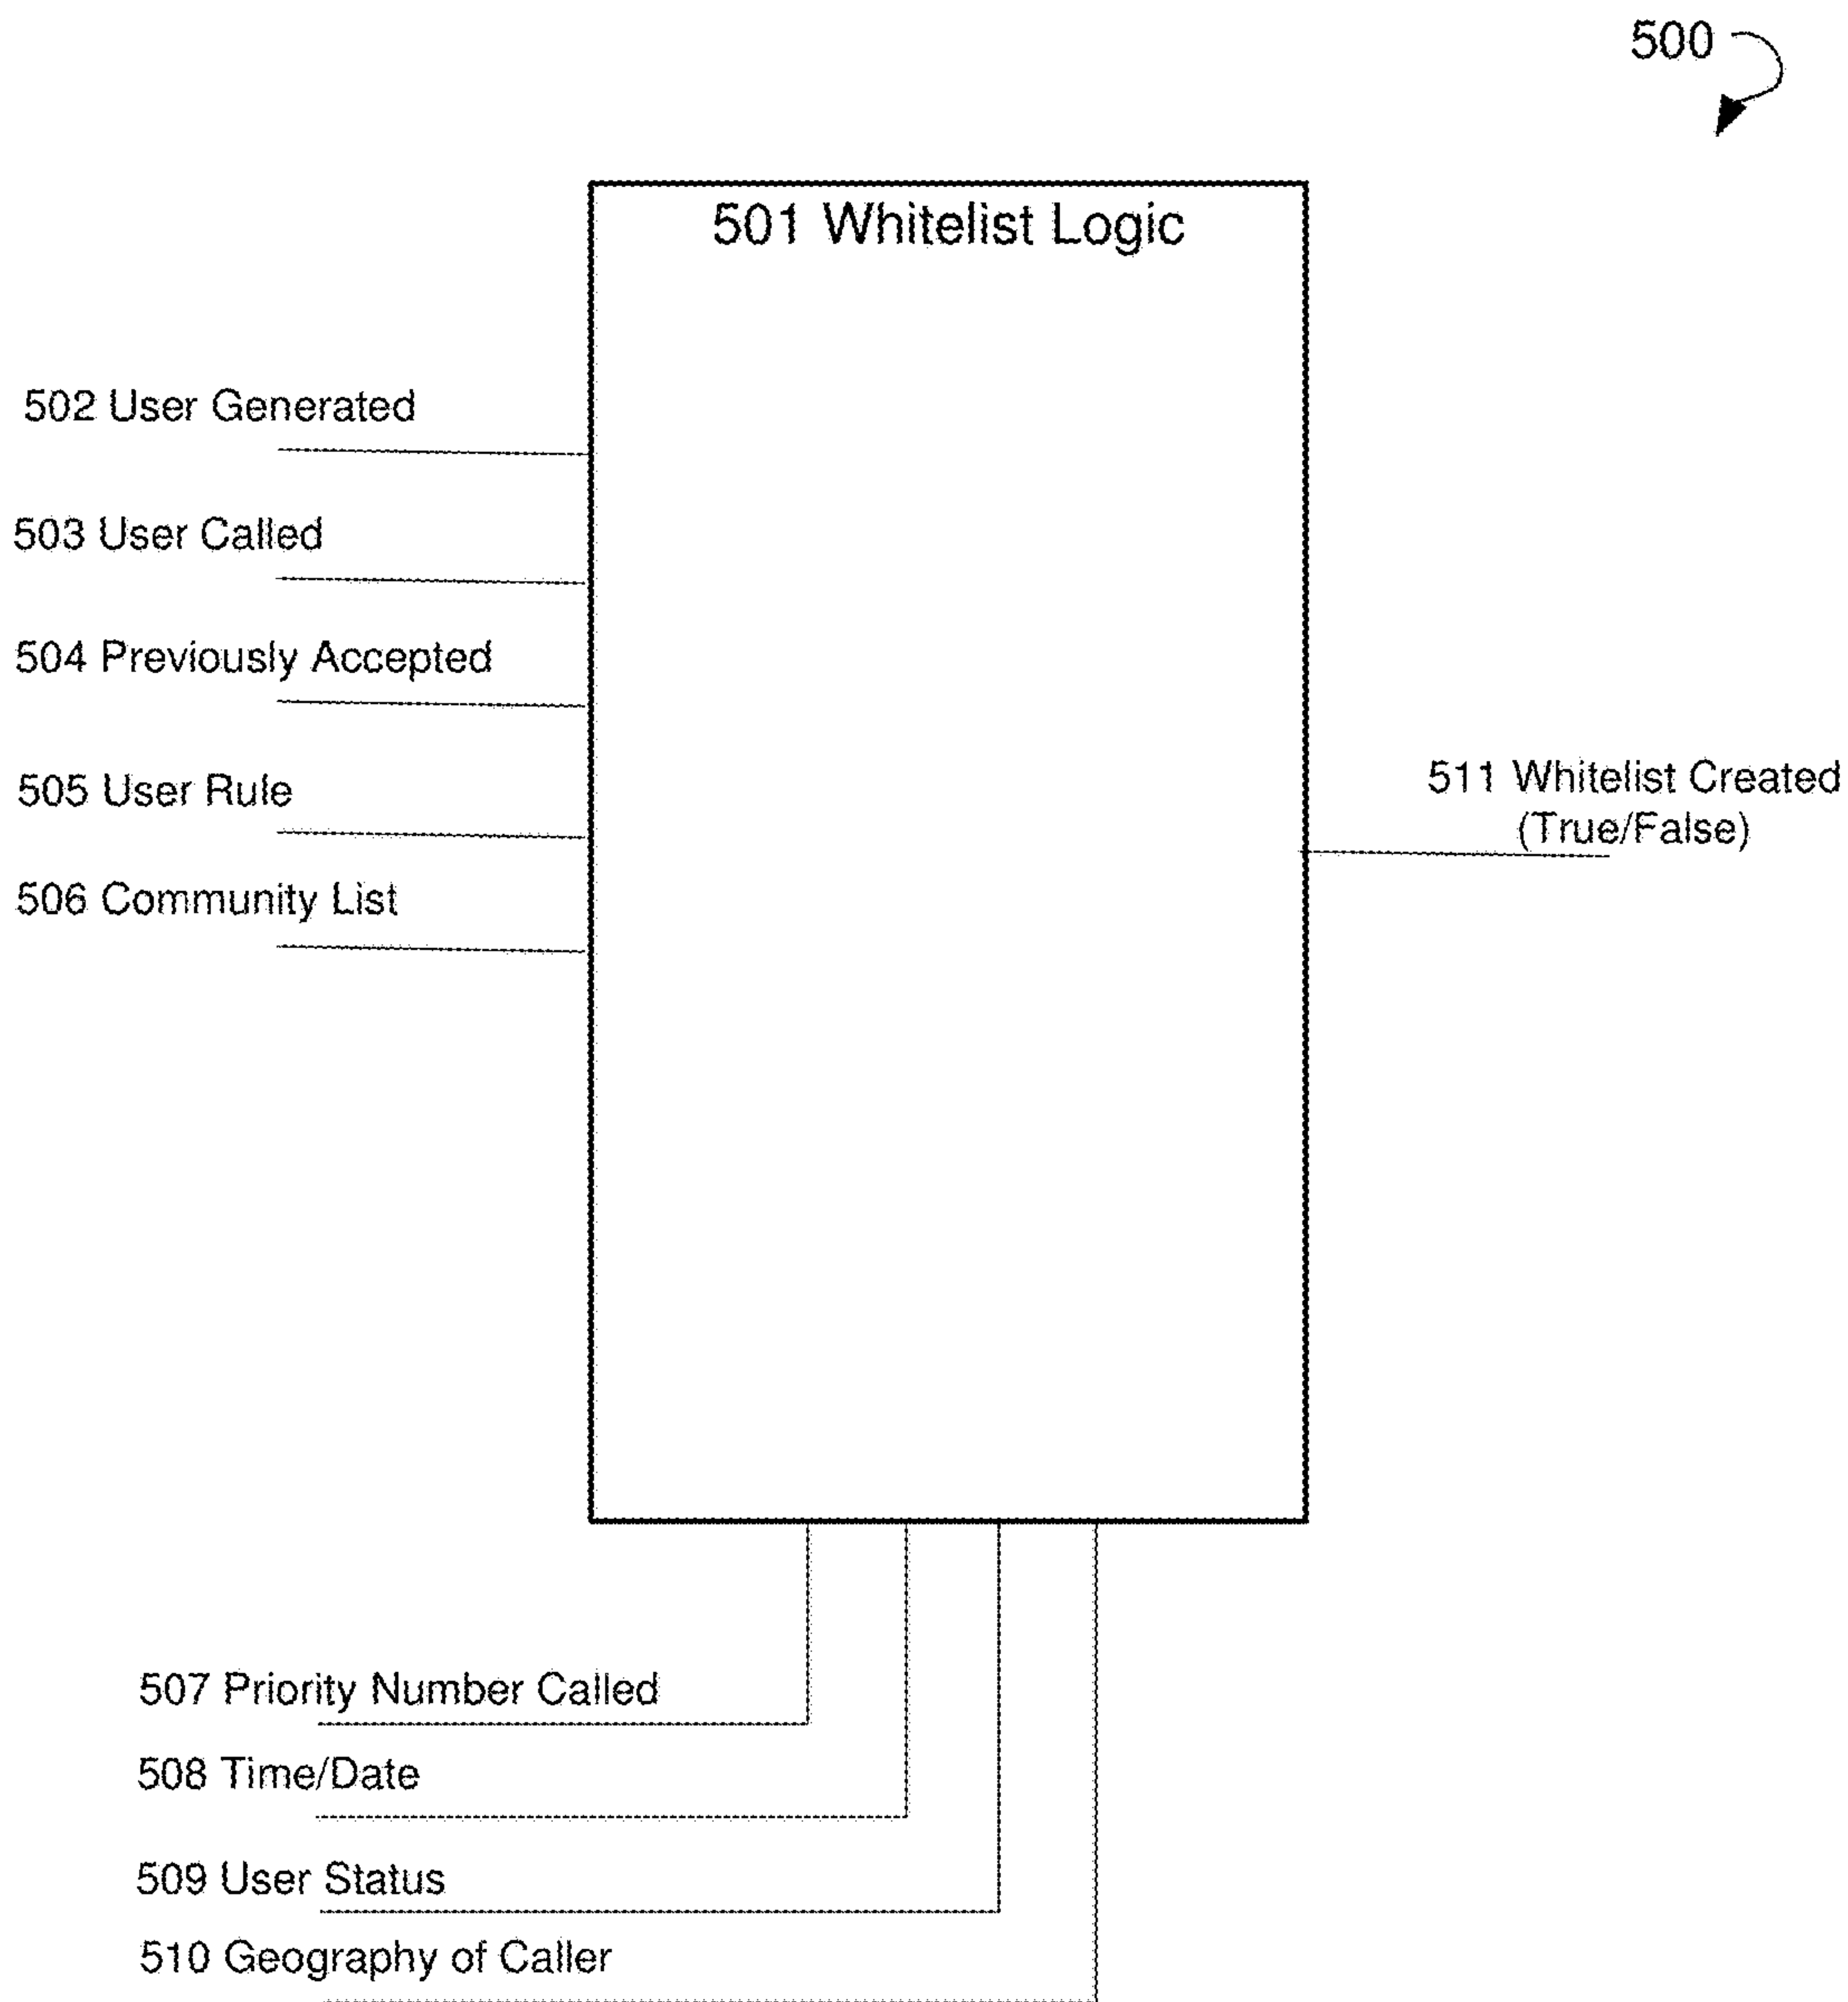 500
501 Whitelist Logic
502 User Generated
503 User Called
504 Previously Accepted
505 User Rule
506 Community List
511 Whitelist Created
(True/False)
507 Priority Number Called
508 Time/Date
509 User Status
510 Geography of Caller